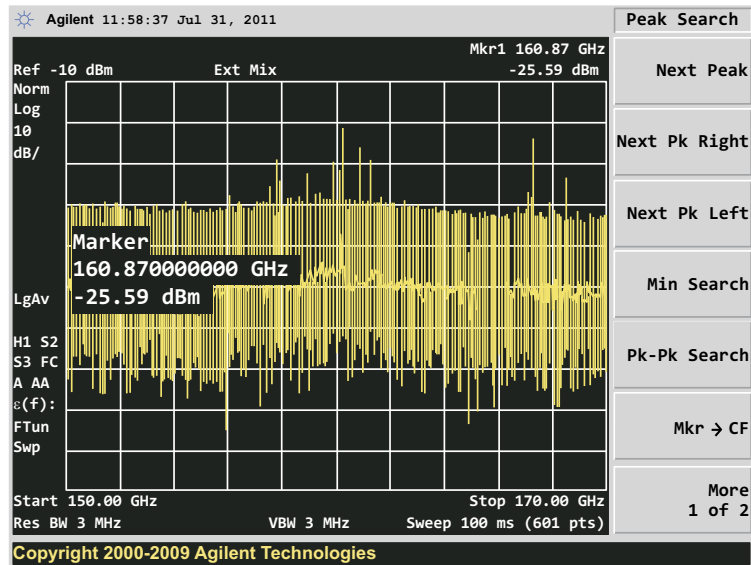 Agilent 11:58:37 Jul 31, 2011
Peak Search
Mkr1 160.87 GHz
Ref -10 dBm Ext Mix -25.59 dBm
Norm
Log
10
dB/
Marker
160.870000000 GHz
-25.59 dBm
LgAv
H1 S2
S3 FC
A AA
ε(f):
FTun
Swp
Start 150.00 GHz Stop 170.00 GHz
Res BW 3 MHz VBW 3 MHz Sweep 100 ms (601 pts)
Copyright 2000-2009 Agilent Technologies
Next Peak
Next Pk Right
Next Pk Left
Min Search
Pk-Pk Search
Mkr → CF
More
1 of 2